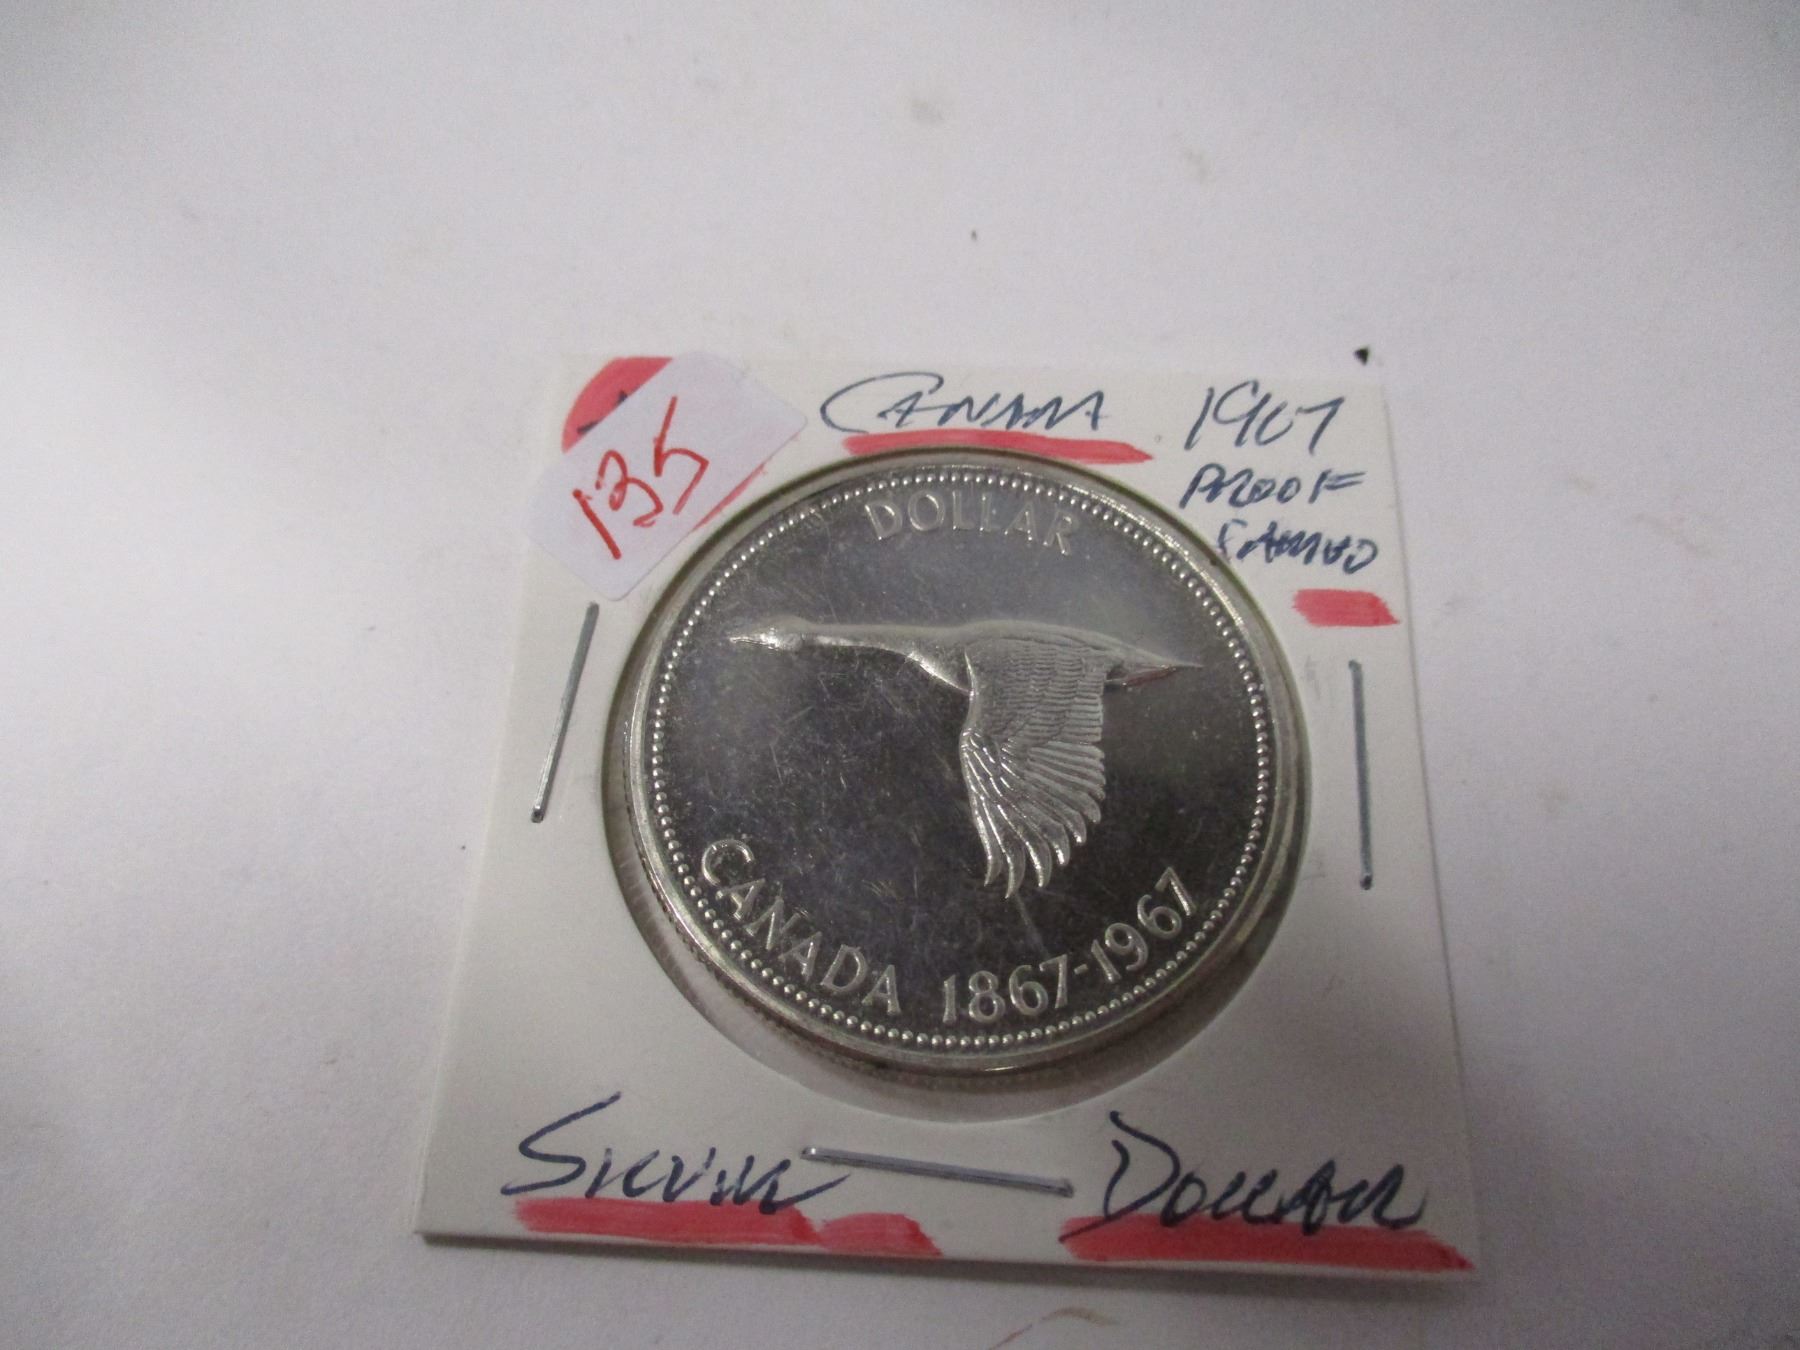 135
CANADA 1967
PROOF
DOLLAR
CANADA 1867-1967
SILVER DOLLAR